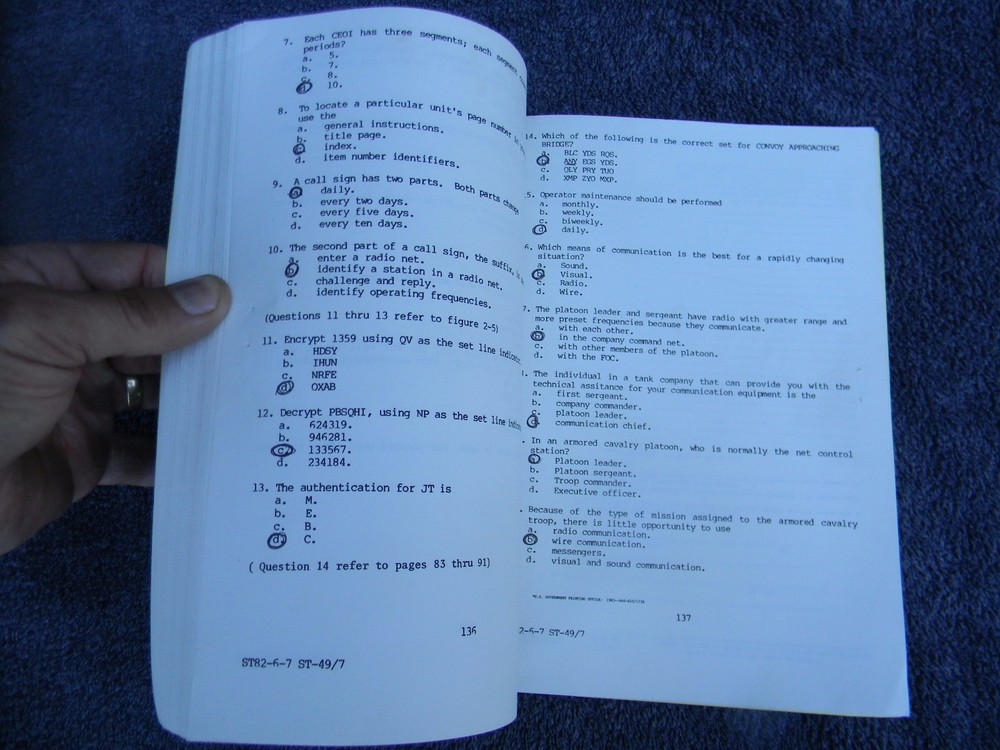 7. Each CEOI has three segments; each segment
periods?
a. 5.
b. 7.
c. 8.
d. 10.
8. To locate a particular unit's page number in
use the
a. general instructions.
b. title page.
c. index.
d. item number identifiers.
9. A call sign has two parts. Both parts change
a. daily.
b. every two days.
c. every five days.
d. every ten days.
10. The second part of a call sign, the suffix,
a. enter a radio net.
b. identify a station in a radio net.
c. challenge and reply.
d. identify operating frequencies.
(Questions 11 thru 13 refer to figure 2-5)
11. Encrypt 1359 using QV as the set line indicator.
a. HDSY
b. IHUN
c. NRFE
d. OXAB
12. Decrypt PBSQHI, using NP as the set line
a. 624319.
b. 946281.
c. 133567.
d. 234184.
13. The authentication for JT is
a. M.
b. E.
c. B.
d. C.
( Question 14 refer to pages 83 thru 91)
136
ST82-6-7 ST-49/7
14. Which of the following is the correct set for CONVOY APPROACHING
BRIDGE?
a. BLC YDS RQS.
b. ANY EGS YDS.
c. QLY PRY TUO
d. XMP ZYO MXP.
5. Operator maintenance should be performed
a. monthly.
b. weekly.
c. biweekly.
d. daily.
6. Which means of communication is the best for a rapidly changing
situation?
a. Sound.
b. Visual.
c. Radio.
d. Wire.
7. The platoon leader and sergeant have radio with greater range and
more preset frequencies because they communicate.
a. with each other.
b. in the company command net.
c. with other members of the platoon.
d. with the FOC.
. The individual in a tank company that can provide you with the
technical assitance for your communication equipment is the
a. first sergeant.
b. company commander.
c. platoon leader.
d. communication chief.
. In an armored cavalry platoon, who is normally the net control
station?
a. Platoon leader.
b. Platoon sergeant.
c. Troop commander.
d. Executive officer.
. Because of the type of mission assigned to the armored cavalry
troop, there is little opportunity to use
a. radio communication.
b. wire communication.
c. messengers.
d. visual and sound communication.
U.S. GOVERNMENT PRINTING OFFICE:
137
2-6-7 ST-49/7